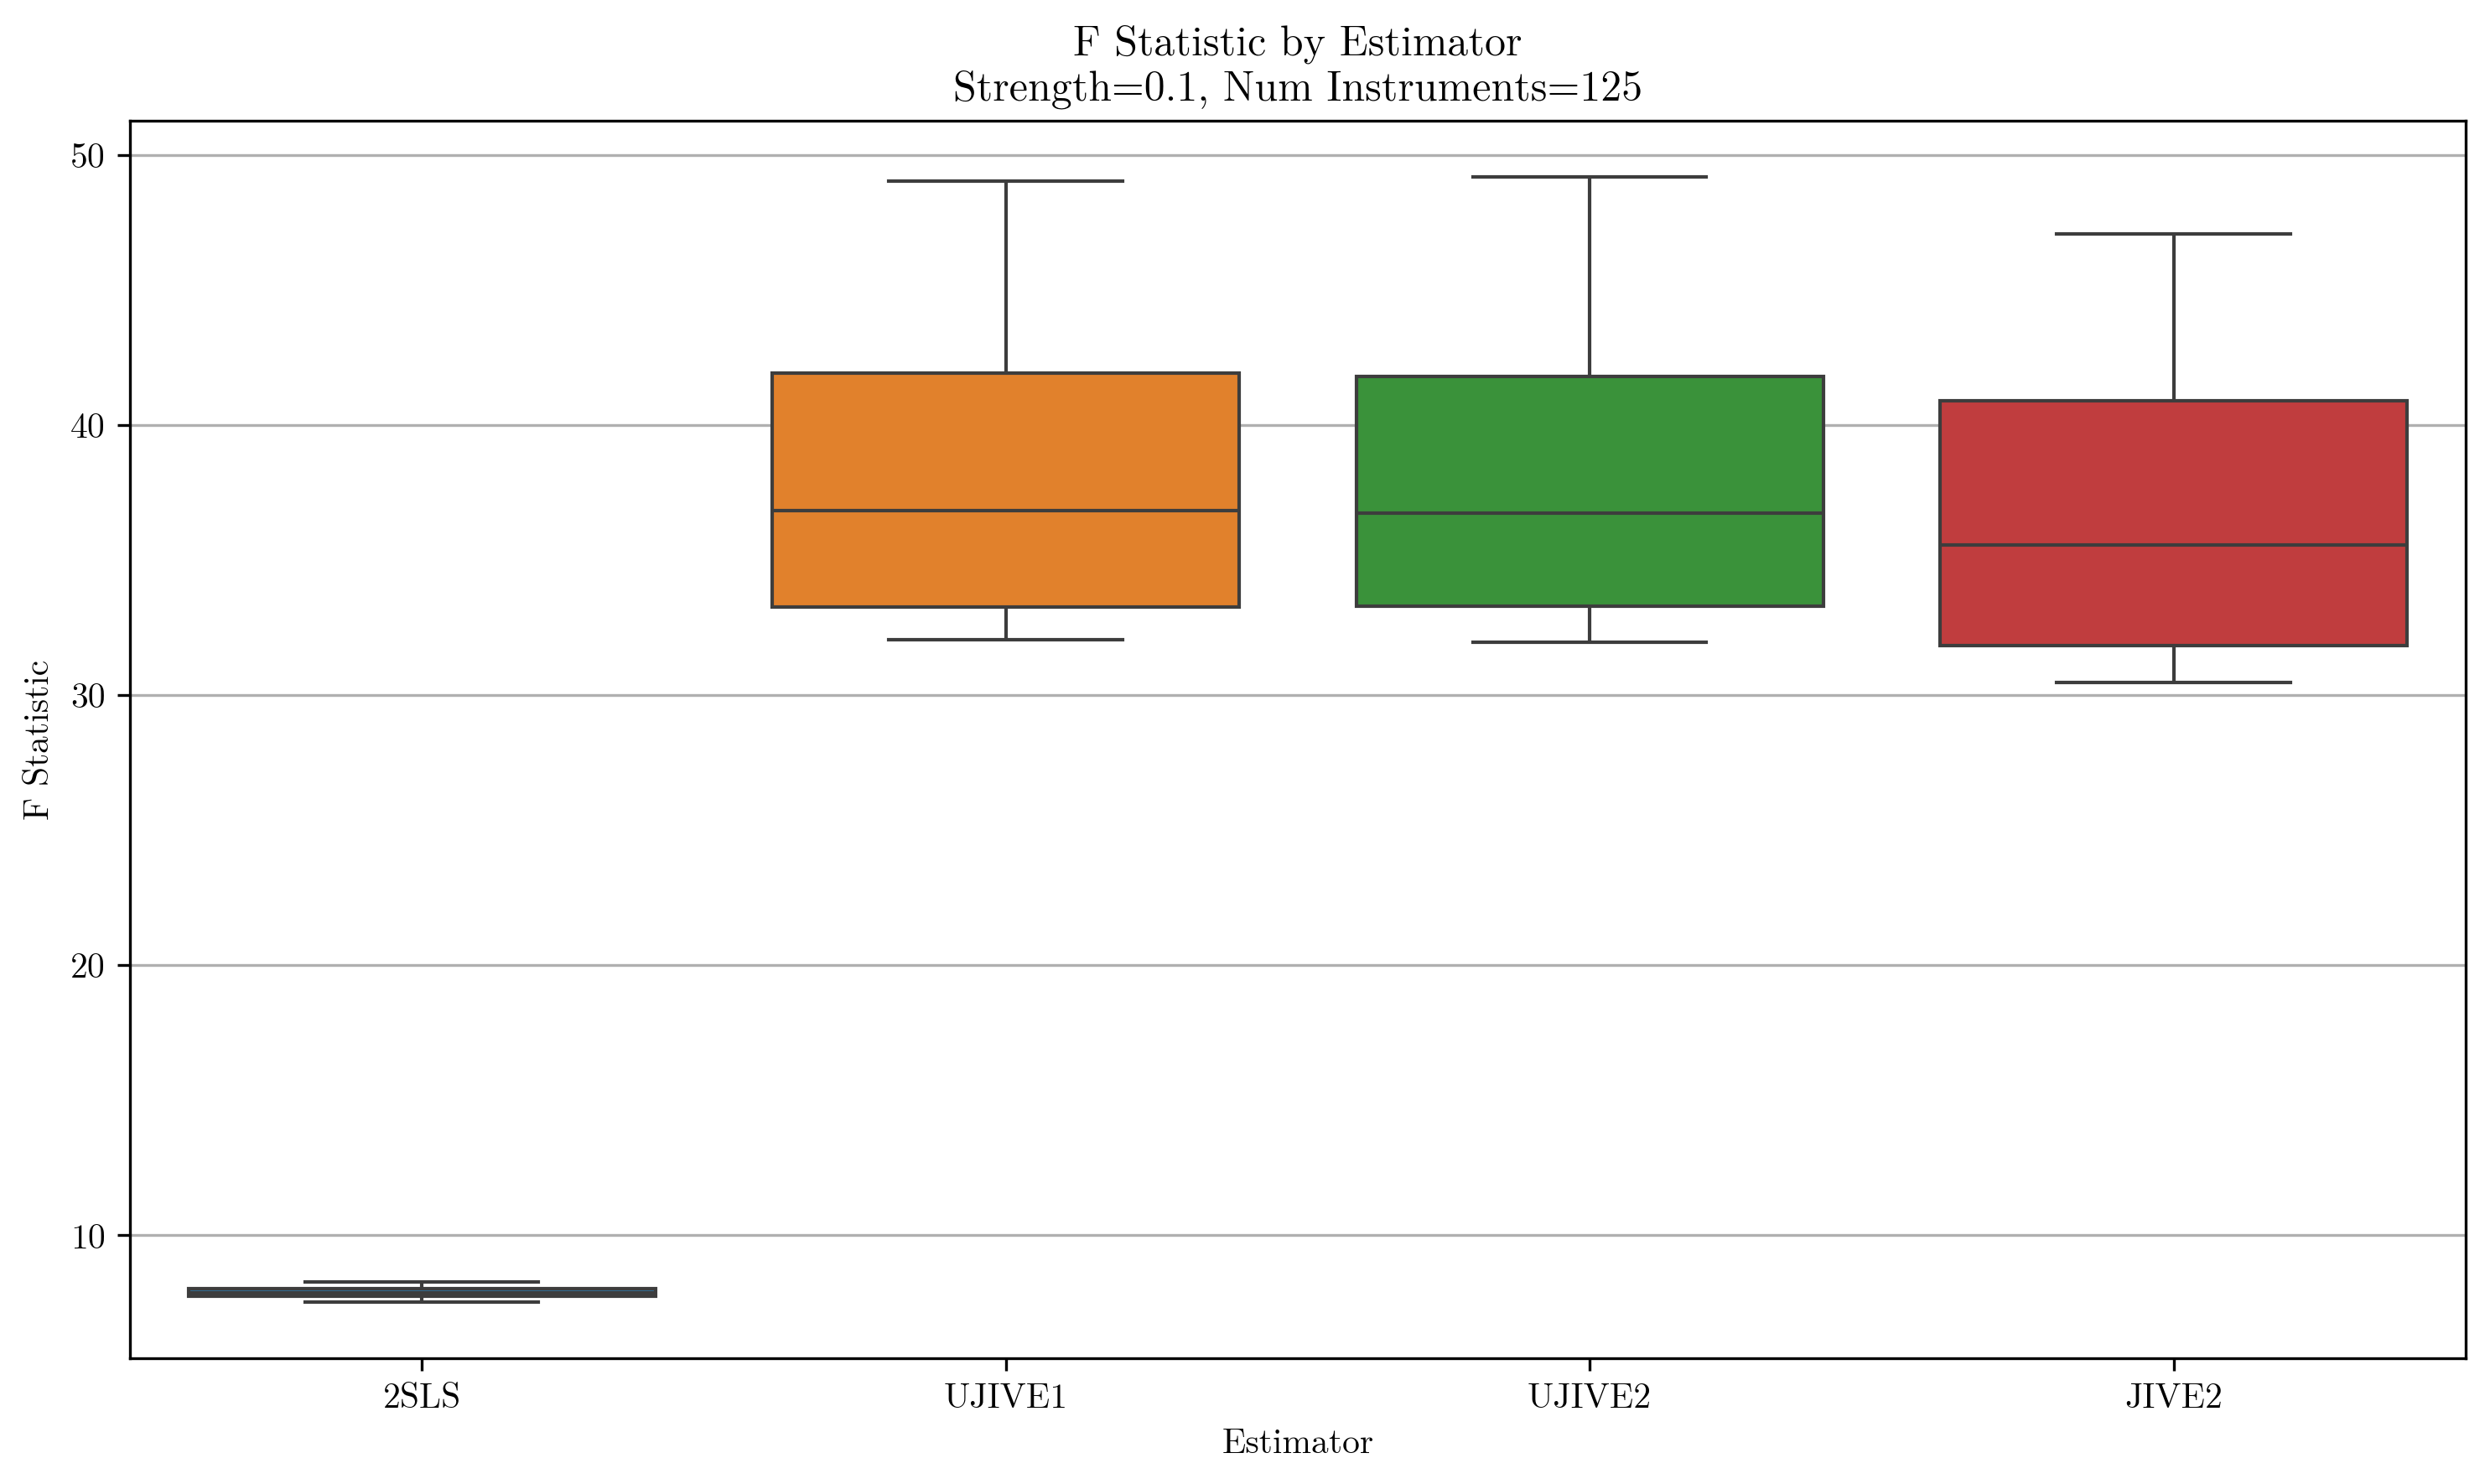 F Statistic by Estimator
Strength=0.1, Num Instruments=125
50
40
30
20
10
F Statistic
2SLS
UJIVE1
UJIVE2
JIVE2
Estimator